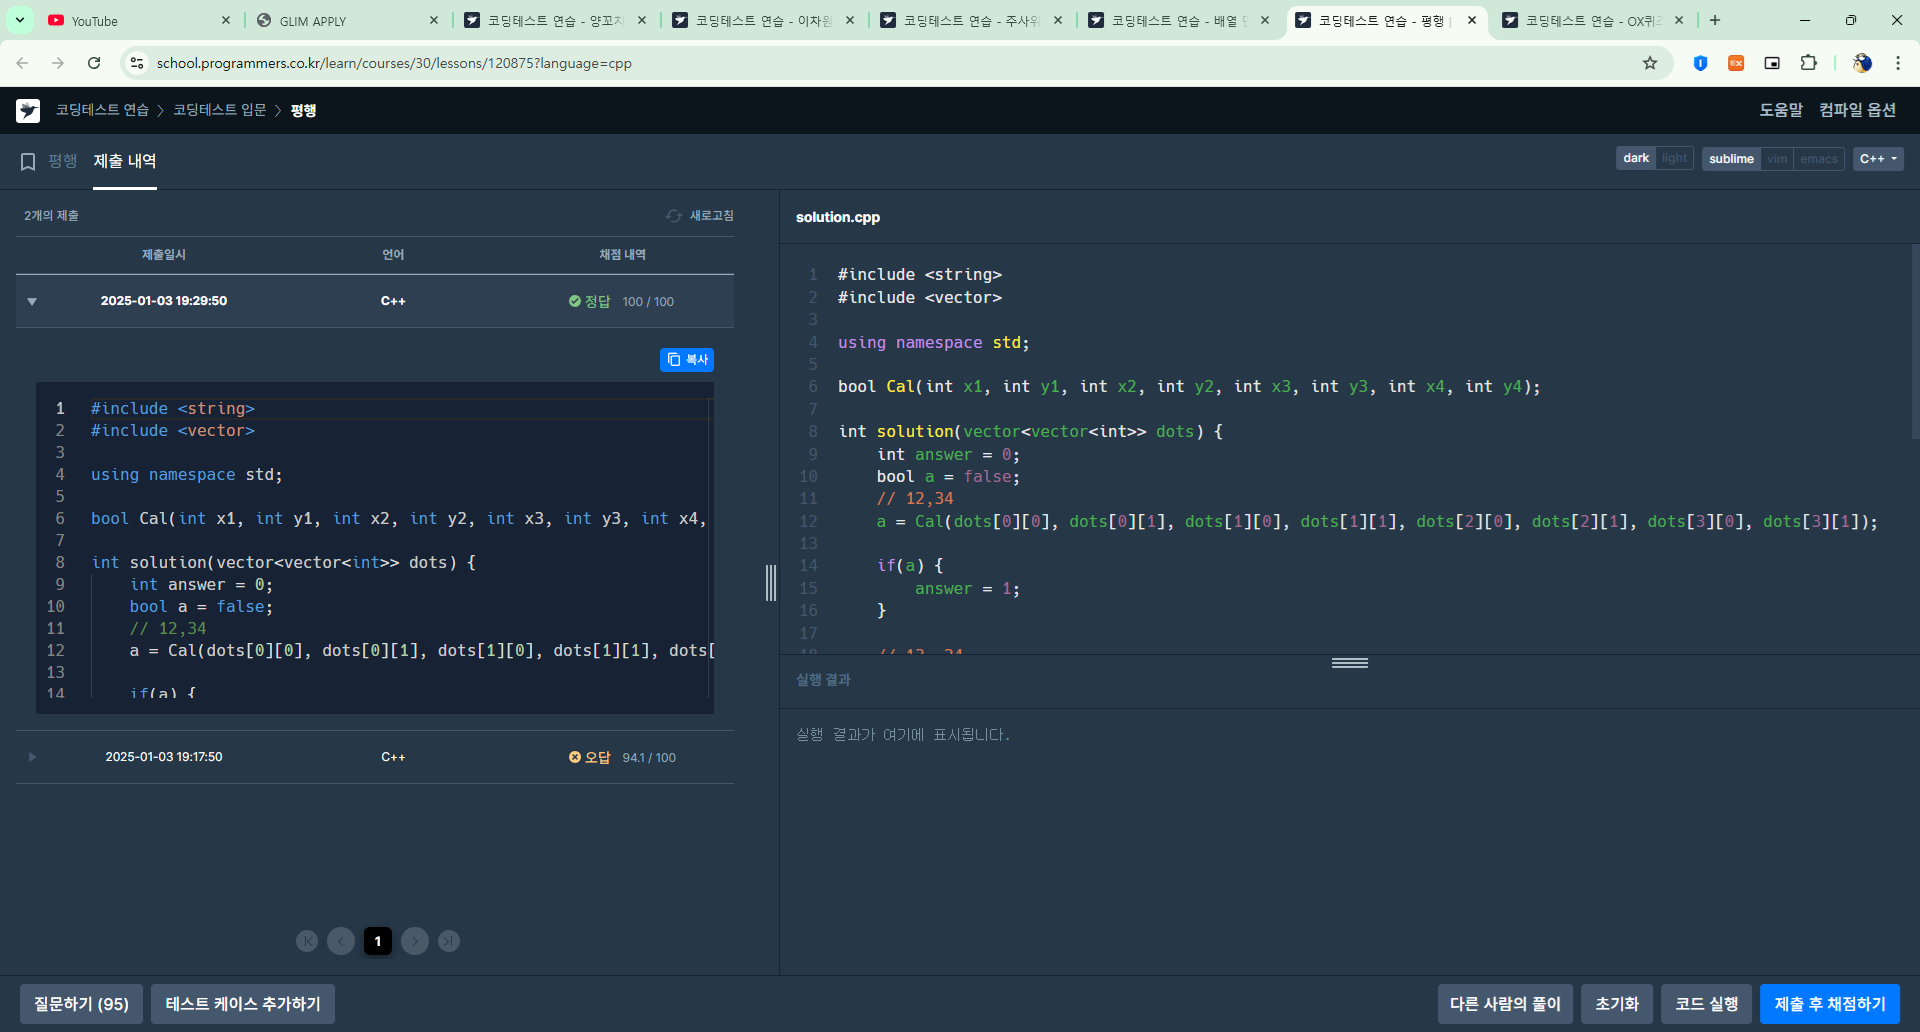 YouTube
GLIM APPLY
코딩테스트 연습 - 양꼬치
코딩테스트 연습 - 이차원
코딩테스트 연습 - 주사위
코딩테스트 연습 - 배열
코딩테스트 연습 - 평행
코딩테스트 연습 - OX퀴즈
school.programmers.co.kr/learn/courses/30/lessons/120875?language=cpp
코딩테스트 연습 > 코딩테스트 입문 > 평행
도움말 컴파일 옵션
평행 제출 내역
dark light
sublime vim emacs
C++
2개의 제출
새로고침
제출일시 언어 채점 내역
2025-01-03 19:29:50 C++ 정답 100 / 100
복사
1 #include <string>
2 #include <vector>
3
4 using namespace std;
5
6 bool Cal(int x1, int y1, int x2, int y2, int x3, int y3, int x4,
7
8 int solution(vector<vector<int>> dots) {
9 int answer = 0;
10 bool a = false;
11 // 12,34
12 a = Cal(dots[0][0], dots[0][1], dots[1][0], dots[1][1], dots[
13
14 if(a) {
2025-01-03 19:17:50 C++ 오답 94.1 / 100
1
solution.cpp
1 #include <string>
2 #include <vector>
3
4 using namespace std;
5
6 bool Cal(int x1, int y1, int x2, int y2, int x3, int y3, int x4, int y4);
7
8 int solution(vector<vector<int>> dots) {
9 int answer = 0;
10 bool a = false;
11 // 12,34
12 a = Cal(dots[0][0], dots[0][1], dots[1][0], dots[1][1], dots[2][0], dots[2][1], dots[3][0], dots[3][1]);
13
14 if(a) {
15 answer = 1;
16 }
17
18 // 13, 24
실행 결과
실행 결과가 여기에 표시됩니다.
질문하기 (95) 테스트 케이스 추가하기
다른 사람의 풀이 초기화 코드 실행 제출 후 채점하기